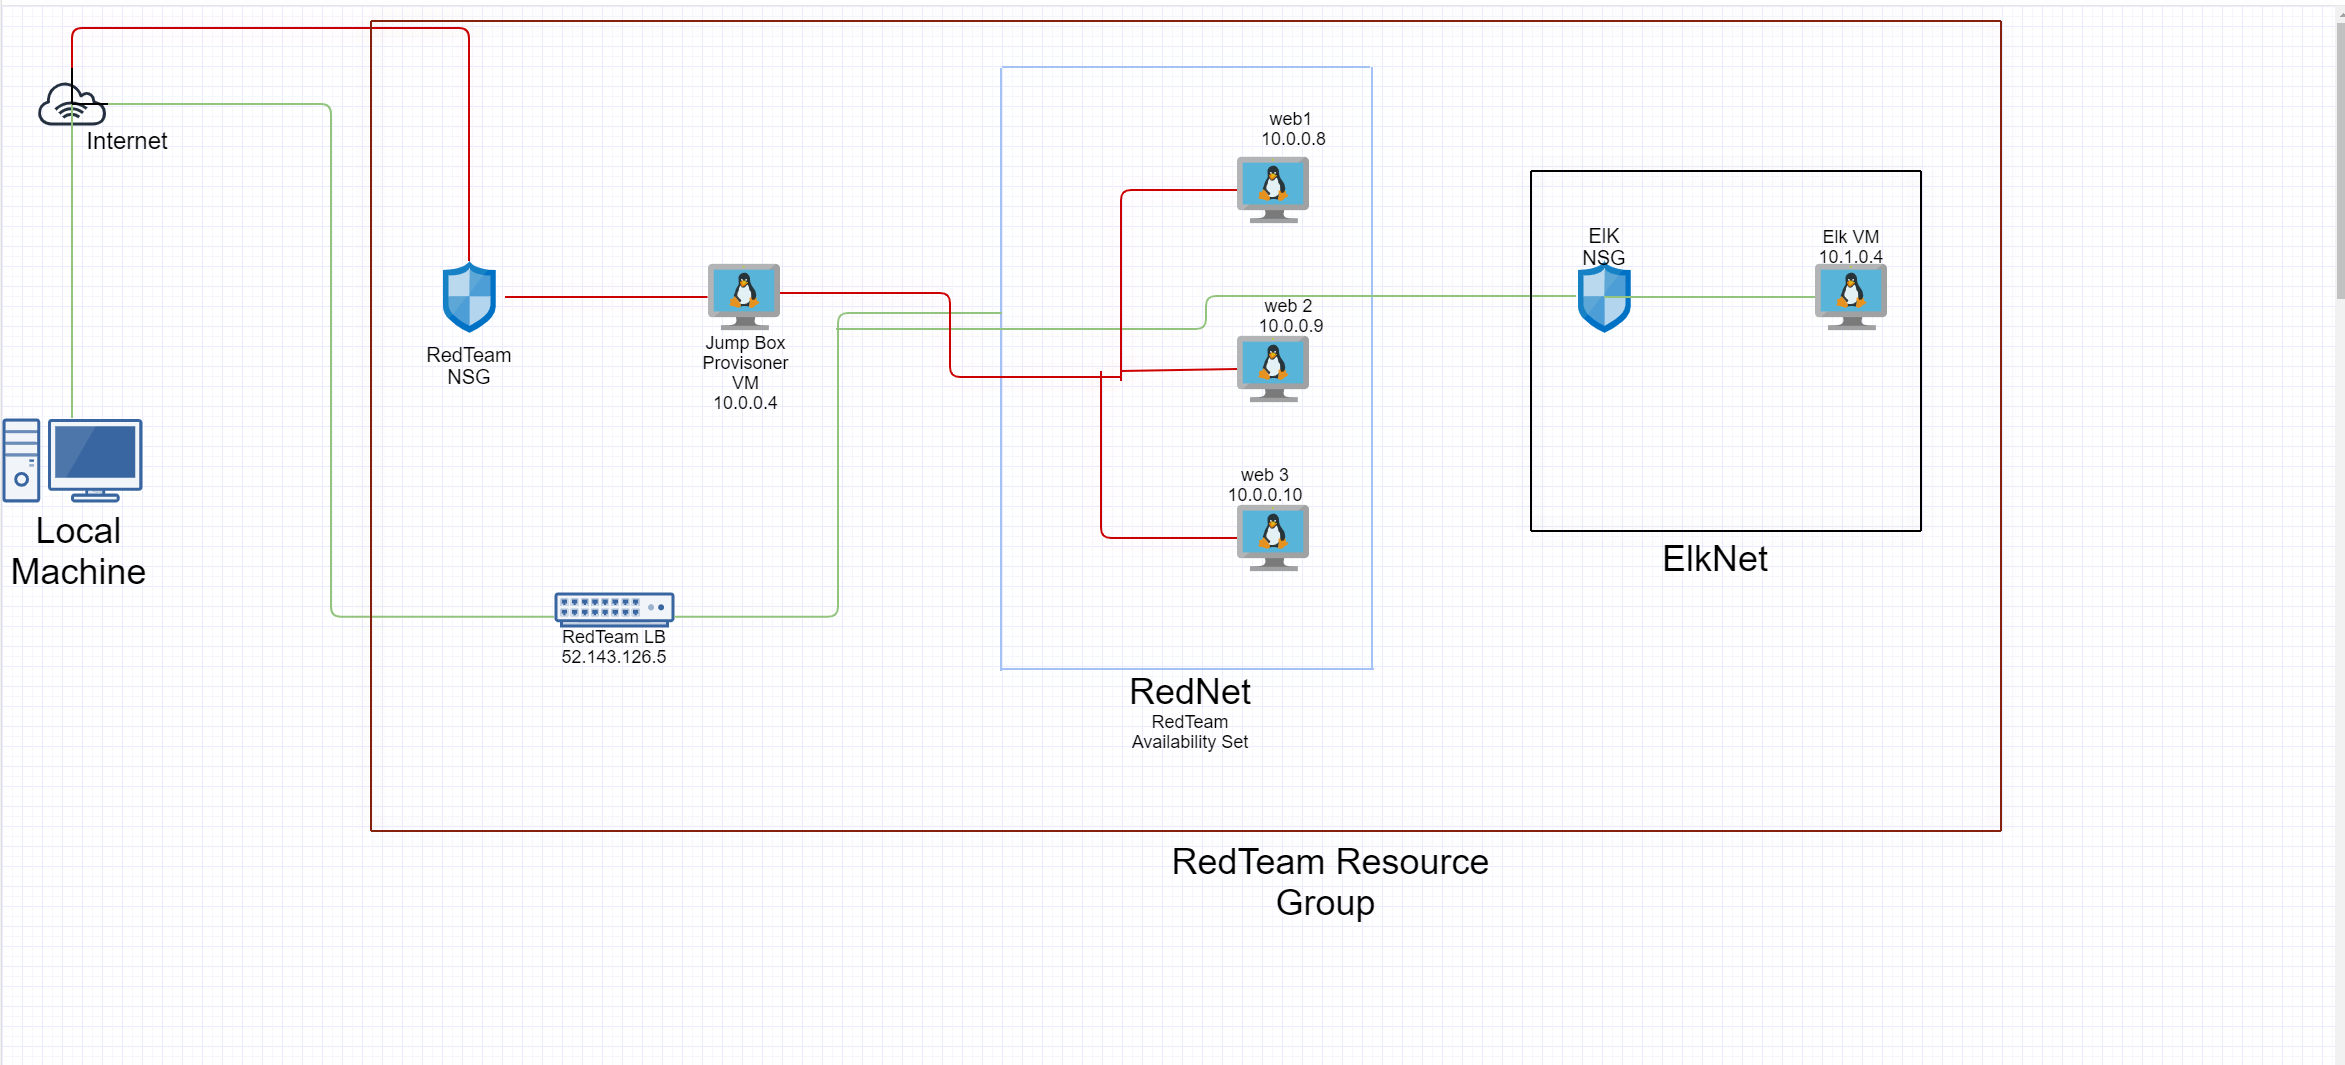 Internet
Local
Machine
RedTeam
NSG
Jump Box
Provisoner
VM
10.0.0.4
RedTeam LB
52.143.126.5
web1
10.0.0.8
web 2
10.0.0.9
web 3
10.0.0.10
RedNet
RedTeam
Availability Set
ElK
NSG
Elk VM
10.1.0.4
ElkNet
RedTeam Resource
Group